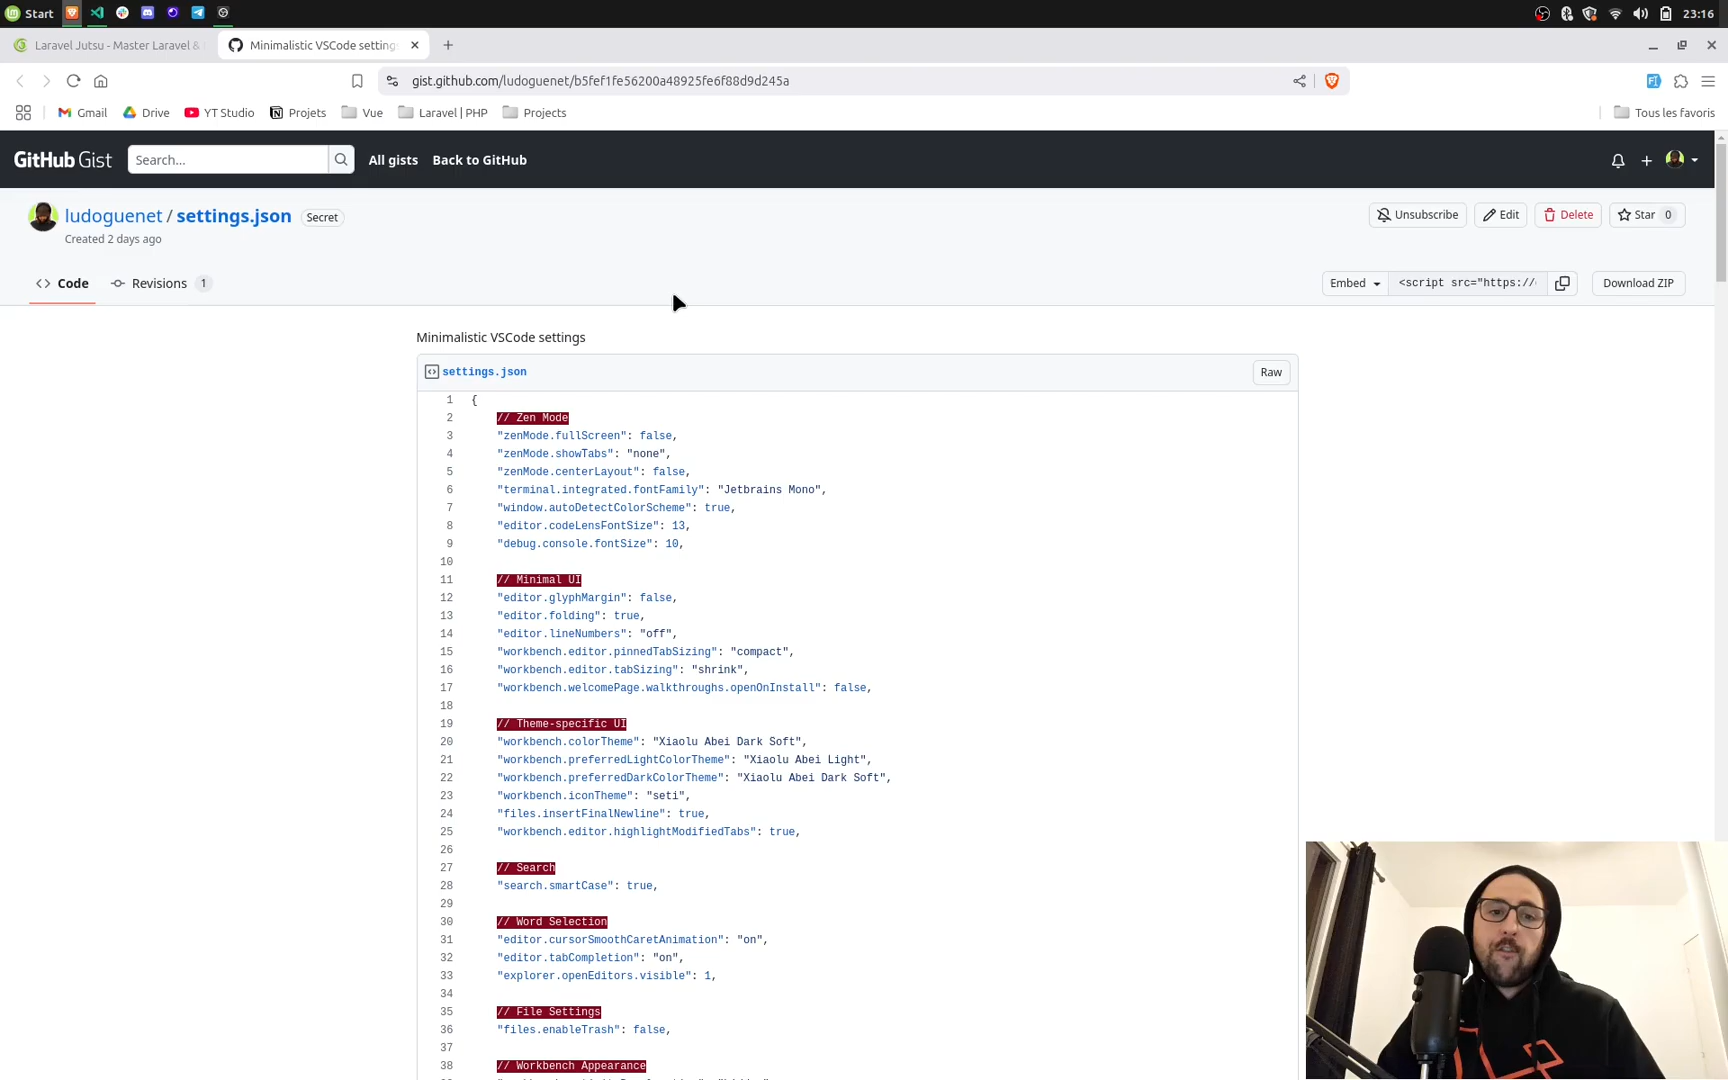 Start
23:16
Laravel Jutsu - Master Laravel &
Minimalistic VSCode setting
gist.github.com/ludoguenet/b5fef1fe56200a48925fe6f88d9d245a
Gmail
Drive
YT Studio
Projets
Vue
Laravel | PHP
Projects
Tous les favoris
GitHub Gist
Search...
All gists
Back to GitHub
ludoguenet / settings.json
Secret
Created 2 days ago
Unsubscribe
Edit
Delete
Star 0
Code
Revisions 1
Embed
<script src="https://
Download ZIP
Minimalistic VSCode settings
settings.json
Raw
1 {
2 // Zen Mode
3 "zenMode.fullScreen": false,
4 "zenMode.showTabs": "none",
5 "zenMode.centerLayout": false,
6 "terminal.integrated.fontFamily": "Jetbrains Mono",
7 "window.autoDetectColorScheme": true,
8 "editor.codeLensFontSize": 13,
9 "debug.console.fontSize": 10,
10
11 // Minimal UI
12 "editor.glyphMargin": false,
13 "editor.folding": true,
14 "editor.lineNumbers": "off",
15 "workbench.editor.pinnedTabSizing": "compact",
16 "workbench.editor.tabSizing": "shrink",
17 "workbench.welcomePage.walkthroughs.openOnInstall": false,
18
19 // Theme-specific UI
20 "workbench.colorTheme": "Xiaolu Abei Dark Soft",
21 "workbench.preferredLightColorTheme": "Xiaolu Abei Light",
22 "workbench.preferredDarkColorTheme": "Xiaolu Abei Dark Soft",
23 "workbench.iconTheme": "seti",
24 "files.insertFinalNewline": true,
25 "workbench.editor.highlightModifiedTabs": true,
26
27 // Search
28 "search.smartCase": true,
29
30 // Word Selection
31 "editor.cursorSmoothCaretAnimation": "on",
32 "editor.tabCompletion": "on",
33 "explorer.openEditors.visible": 1,
34
35 // File Settings
36 "files.enableTrash": false,
37
38 // Workbench Appearance